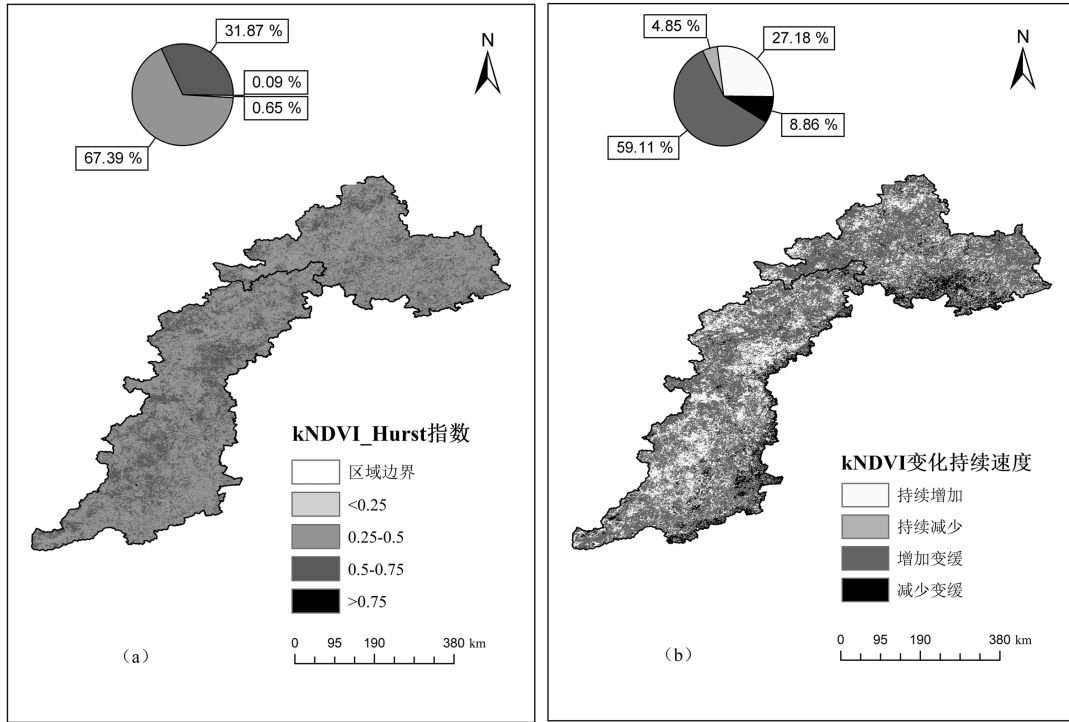 31.87 %
0.09 %
0.65 %
67.39 %
N
kNDVI_Hurst指数
区域边界
<0.25
0.25-0.5
0.5-0.75
>0.75
0 95 190 380 km
（a）
4.85 %
27.18 %
8.86 %
59.11 %
N
kNDVI变化持续速度
持续增加
持续减少
增加变缓
减少变缓
0 95 190 380 km
（b）